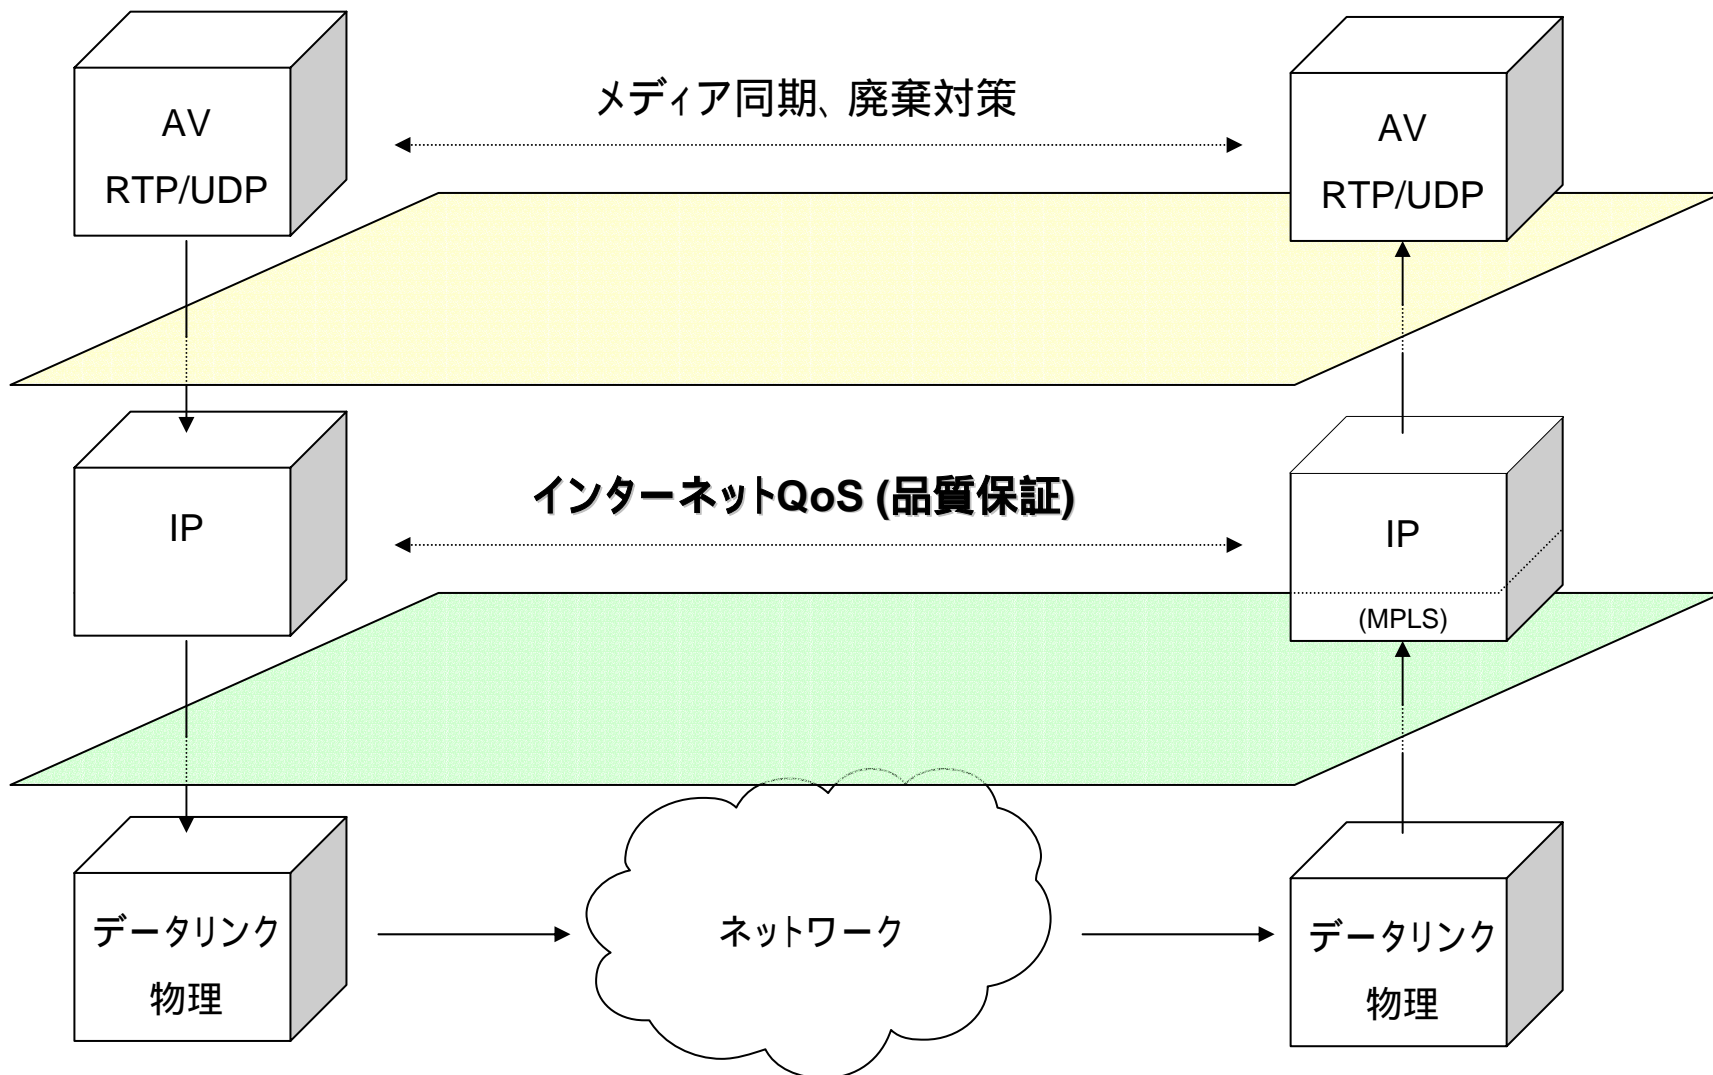 AV
RTP/UDP
メディア同期、廃棄対策
AV
RTP/UDP
IP
インターネットQoS (品質保証)
IP
(MPLS)
データリンク
物理
ネットワーク
データリンク
物理